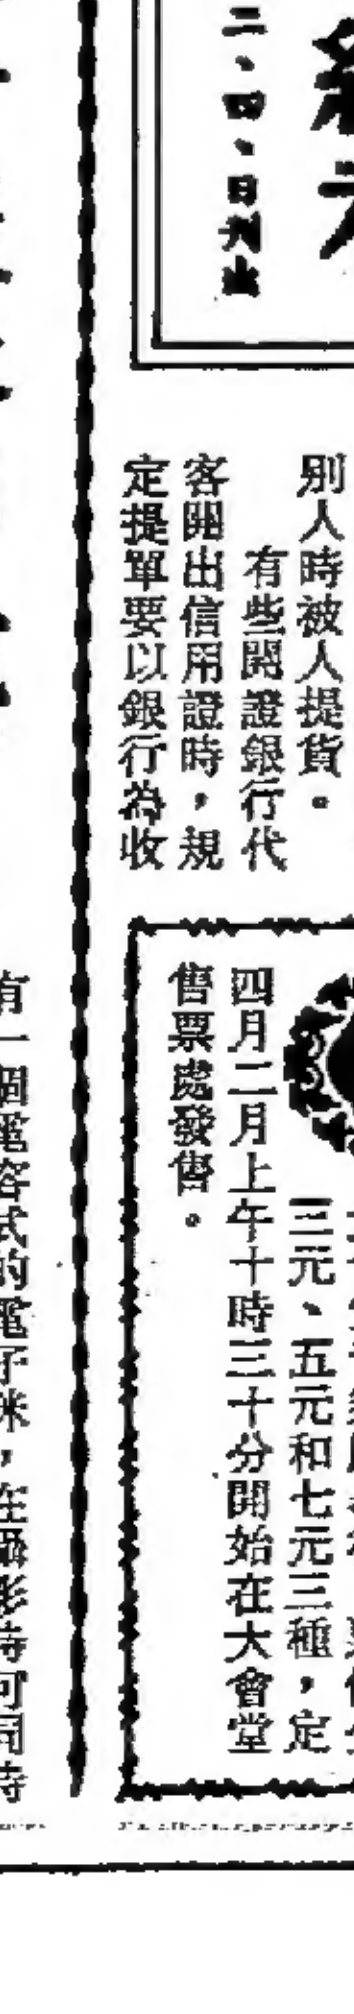 二、四、日刊出
別人時被人提貨。
有些開證銀行代
客開出信用證時，規
定提單要以銀行為收
三元、五元和七元三種，定
四月二月上午十時三十分開始在大會堂
售票處發售。
有一個電容式的電子咪，在攝影時可同時